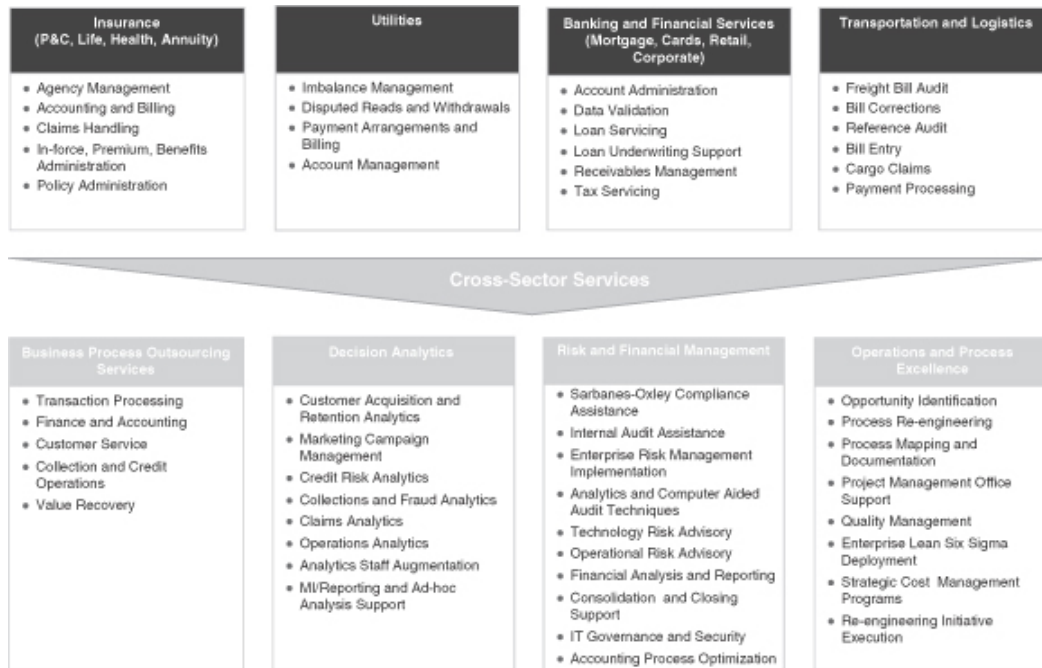 Insurance
(P&C, Life, Health, Annuity)
• Agency Management
• Accounting and Billing
• Claims Handling
• In-force, Premium, Benefits
Administration
• Policy Administration
Utilities
• Imbalance Management
• Disputed Reads and Withdrawals
• Payment Arrangements and
Billing
• Account Management
Banking and Financial Services
(Mortgage, Cards, Retail,
Corporate)
• Account Administration
• Data Validation
• Loan Servicing
• Loan Underwriting Support
• Receivables Management
• Tax Servicing
Transportation and Logistics
• Freight Bill Audit
• Bill Corrections
• Reference Audit
• Bill Entry
• Cargo Claims
• Payment Processing
Cross-Sector Services
Business Process Outsourcing
Services
• Transaction Processing
• Finance and Accounting
• Customer Service
• Collection and Credit
Operations
• Value Recovery
Decision Analytics
• Customer Acquisition and
Retention Analytics
• Marketing Campaign
Management
• Credit Risk Analytics
• Collections and Fraud Analytics
• Claims Analytics
• Operations Analytics
• Analytics Staff Augmentation
• MI/Reporting and Ad-hoc
Analysis Support
Risk and Financial Management
• Sarbanes-Oxley Compliance
Assistance
• Internal Audit Assistance
• Enterprise Risk Management
Implementation
• Analytics and Computer Aided
Audit Techniques
• Technology Risk Advisory
• Operational Risk Advisory
• Financial Analysis and Reporting
• Consolidation and Closing
Support
• IT Governance and Security
• Accounting Process Optimization
Operations and Process
Excellence
• Opportunity Identification
• Process Re-engineering
• Process Mapping and
Documentation
• Project Management Office
Support
• Quality Management
• Enterprise Lean Six Sigma
Deployment
• Strategic Cost Management
Programs
• Re-engineering Initiative
Execution